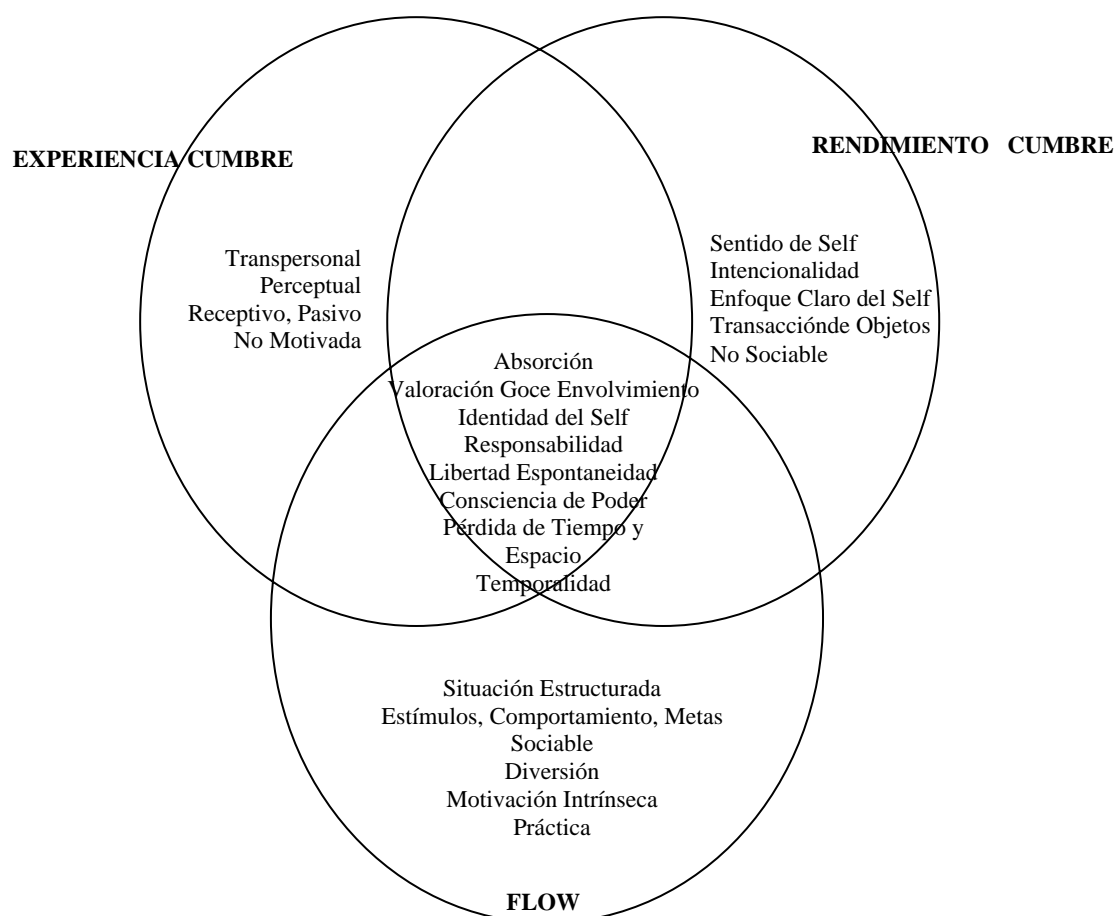 EXPERIENCIA CUMBRE
RENDIMIENTO CUMBRE
Transpersonal
Perceptual
Receptivo, Pasivo
No Motivada
Sentido de Self
Intencionalidad
Enfoque Claro del Self
Transacciónde Objetos
No Sociable
Absorción
Valoración Goce Envolvimiento
Identidad del Self
Responsabilidad
Libertad Espontaneidad
Consciencia de Poder
Pérdida de Tiempo y
Espacio
Temporalidad
Situación Estructurada
Estímulos, Comportamiento, Metas
Sociable
Diversión
Motivación Intrínseca
Práctica
FLOW